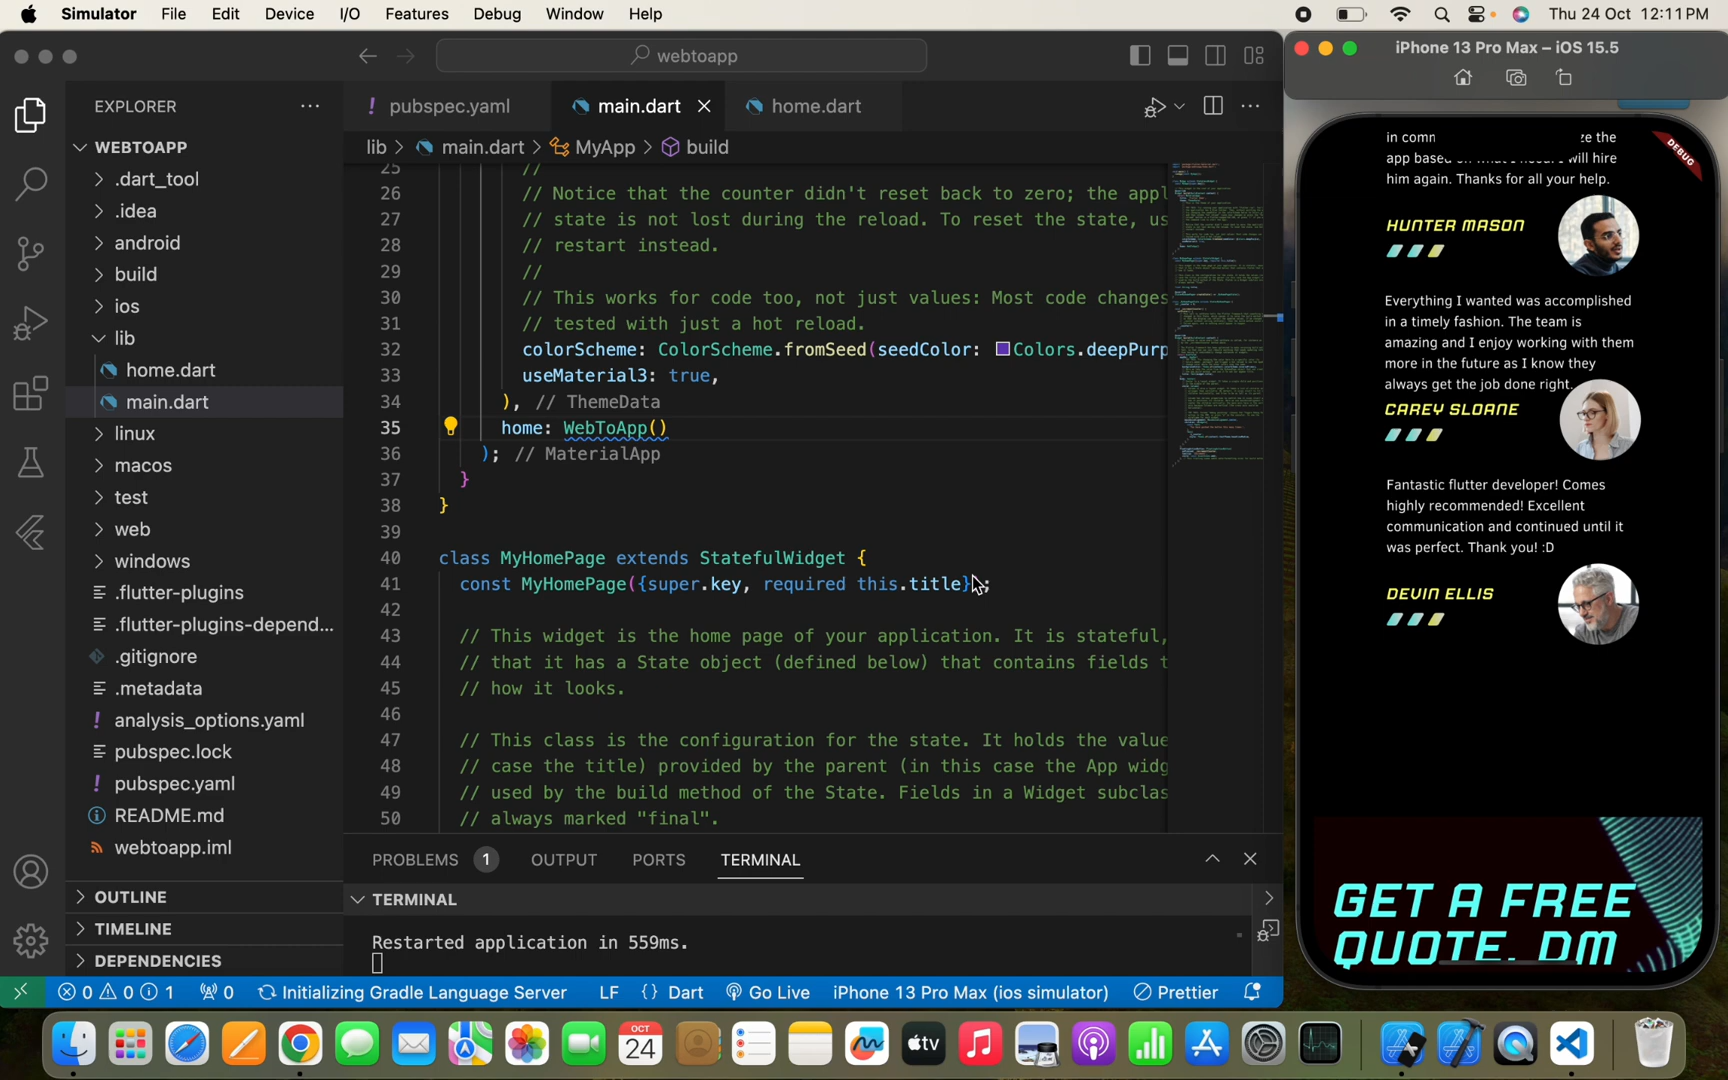 Simulator File Edit Device I/O Features Debug Window Help
Thu 24 Oct 12:11 PM
webtoapp
iPhone 13 Pro Max – iOS 15.5
EXPLORER
WEBTOAPP
.dart_tool
.idea
android
build
ios
lib
home.dart
main.dart
linux
macos
test
web
windows
.flutter-plugins
.flutter-plugins-depend...
.gitignore
.metadata
analysis_options.yaml
pubspec.lock
pubspec.yaml
README.md
webtoapp.iml
OUTLINE
TIMELINE
DEPENDENCIES
! pubspec.yaml main.dart home.dart
lib > main.dart > MyApp > build
25 //
26 // Notice that the counter didn't reset back to zero; the appl
27 // state is not lost during the reload. To reset the state, us
28 // restart instead.
29 //
30 // This works for code too, not just values: Most code changes
31 // tested with just a hot reload.
32 colorScheme: ColorScheme.fromSeed(seedColor: Colors.deepPurp
33 useMaterial3: true,
34 ), // ThemeData
35 home: WebToApp()
36 ); // MaterialApp
37 }
38 }
39
40 class MyHomePage extends StatefulWidget {
41 const MyHomePage({super.key, required this.title});
42
43 // This widget is the home page of your application. It is stateful,
44 // that it has a State object (defined below) that contains fields t
45 // how it looks.
46
47 // This class is the configuration for the state. It holds the value
48 // case the title) provided by the parent (in this case the App widg
49 // used by the build method of the State. Fields in a Widget subclas
50 // always marked "final".
PROBLEMS 1 OUTPUT PORTS TERMINAL
TERMINAL
Restarted application in 559ms.
0 0 1 0 Initializing Gradle Language Server LF {} Dart Go Live iPhone 13 Pro Max (ios simulator) Prettier
DEBUG
in comm ze the
app based on what I need. I will hire
him again. Thanks for all your help.
HUNTER MASON
Everything I wanted was accomplished
in a timely fashion. The team is
amazing and I enjoy working with them
more in the future as I know they
always get the job done right.
CAREY SLOANE
Fantastic flutter developer! Comes
highly recommended! Excellent
communication and continued until it
was perfect. Thank you! :D
DEVIN ELLIS
GET A FREE
QUOTE. DM
OCT
24
tv